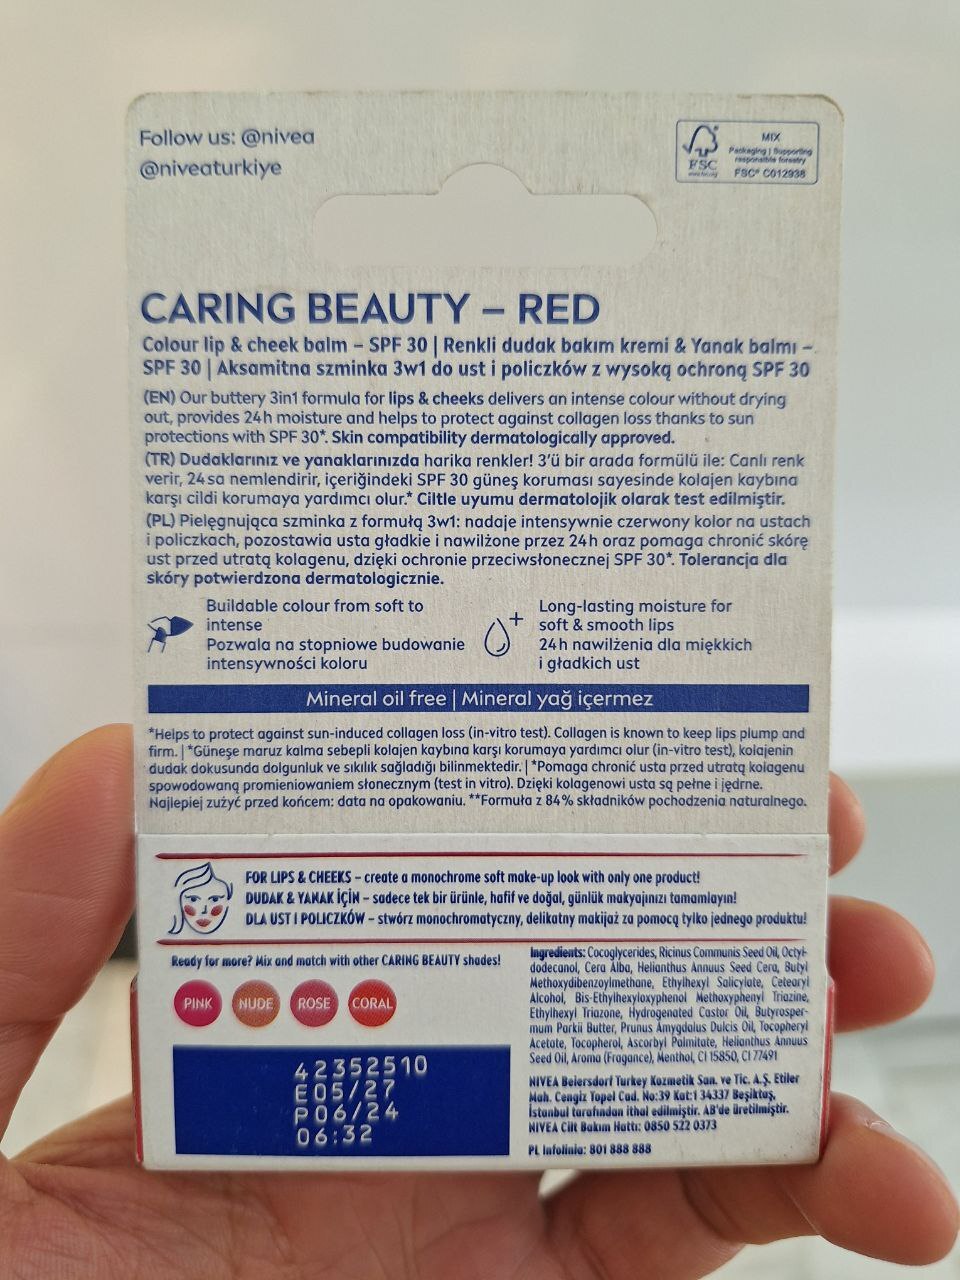 Follow us: @nivea
@niveaturkiye
FSC
MIX
Packaging | Supporting
responsible forestry
FSC® C012938
CARING BEAUTY – RED
Colour lip & cheek balm – SPF 30 | Renkli dudak bakım kremi & Yanak balmı –
SPF 30 | Aksamitna szminka 3w1 do ust i policzków z wysoką ochroną SPF 30
(EN) Our buttery 3in1 formula for lips & cheeks delivers an intense colour without drying
out, provides 24h moisture and helps to protect against collagen loss thanks to sun
protections with SPF 30*. Skin compatibility dermatologically approved.
(TR) Dudaklarınız ve yanaklarınızda harika renkler! 3'ü bir arada formülü ile: Canlı renk
verir, 24sa nemlendirir, içeriğindeki SPF 30 güneş koruması sayesinde kolajen kaybına
karşı cildi korumaya yardımcı olur.* Ciltle uyumu dermatolojik olarak test edilmiştir.
(PL) Pielęgnująca szminka z formułą 3w1: nadaje intensywnie czerwony kolor na ustach
i policzkach, pozostawia usta gładkie i nawilżone przez 24h oraz pomaga chronić skórę
ust przed utratą kolagenu, dzięki ochronie przeciwsłonecznej SPF 30*. Tolerancja dla
skóry potwierdzona dermatologicznie.
Buildable colour from soft to
intense
Pozwala na stopniowe budowanie
intensywności koloru
Long-lasting moisture for
soft & smooth lips
24h nawilżenia dla miękkich
i gładkich ust
Mineral oil free | Mineral yağ içermez
*Helps to protect against sun-induced collagen loss (in-vitro test). Collagen is known to keep lips plump and
firm. | *Güneşe maruz kalma sebepli kolajen kaybına karşı korumaya yardımcı olur (in-vitro test), kolajenin
dudak dokusunda dolgunluk ve sıkılık sağladığı bilinmektedir. | *Pomaga chronić usta przed utratą kolagenu
spowodowaną promieniowaniem słonecznym (test in vitro). Dzięki kolagenowi usta są pełne i jędrne.
Najlepiej zużyć przed końcem: data na opakowaniu. **Formuła z 84% składników pochodzenia naturalnego.
FOR LIPS & CHEEKS – create a monochrome soft make-up look with only one product!
DUDAK & YANAK İÇİN – sadece tek bir ürünle, hafif ve doğal, günlük makyajınızı tamamlayın!
DLA UST I POLICZKÓW – stwórz monochromatyczny, delikatny makijaż za pomocą tylko jednego produktu!
Ready for more? Mix and match with other CARING BEAUTY shades!
PINK
NUDE
ROSE
CORAL
42352510
E05/27
P06/24
06:32
Ingredients: Cocoglycerides, Ricinus Communis Seed Oil, Octyl-
dodecanol, Cera Alba, Helianthus Annuus Seed Cera, Butyl
Methoxydibenzoylmethane, Ethylhexyl Salicylate, Cetearyl
Alcohol, Bis-Ethylhexyloxyphenol Methoxyphenyl Triazine,
Ethylhexyl Triazone, Hydrogenated Castor Oil, Butyrosper-
mum Parkii Butter, Prunus Amygdalus Dulcis Oil, Tocopheryl
Acetate, Tocopherol, Ascorbyl Palmitate, Helianthus Annuus
Seed Oil, Aroma (Fragance), Menthol, CI 15850, CI 77491
NIVEA Beiersdorf Turkey Kozmetik San. ve Tic. A.Ş. Etiler
Mah. Cengiz Topel Cad. No:39 Kat:1 34337 Beşiktaş,
İstanbul tarafından ithal edilmiştir. AB'de üretilmiştir.
NIVEA Cilt Bakım Hattı: 0850 522 0373
PL Infolinia: 801 888 888